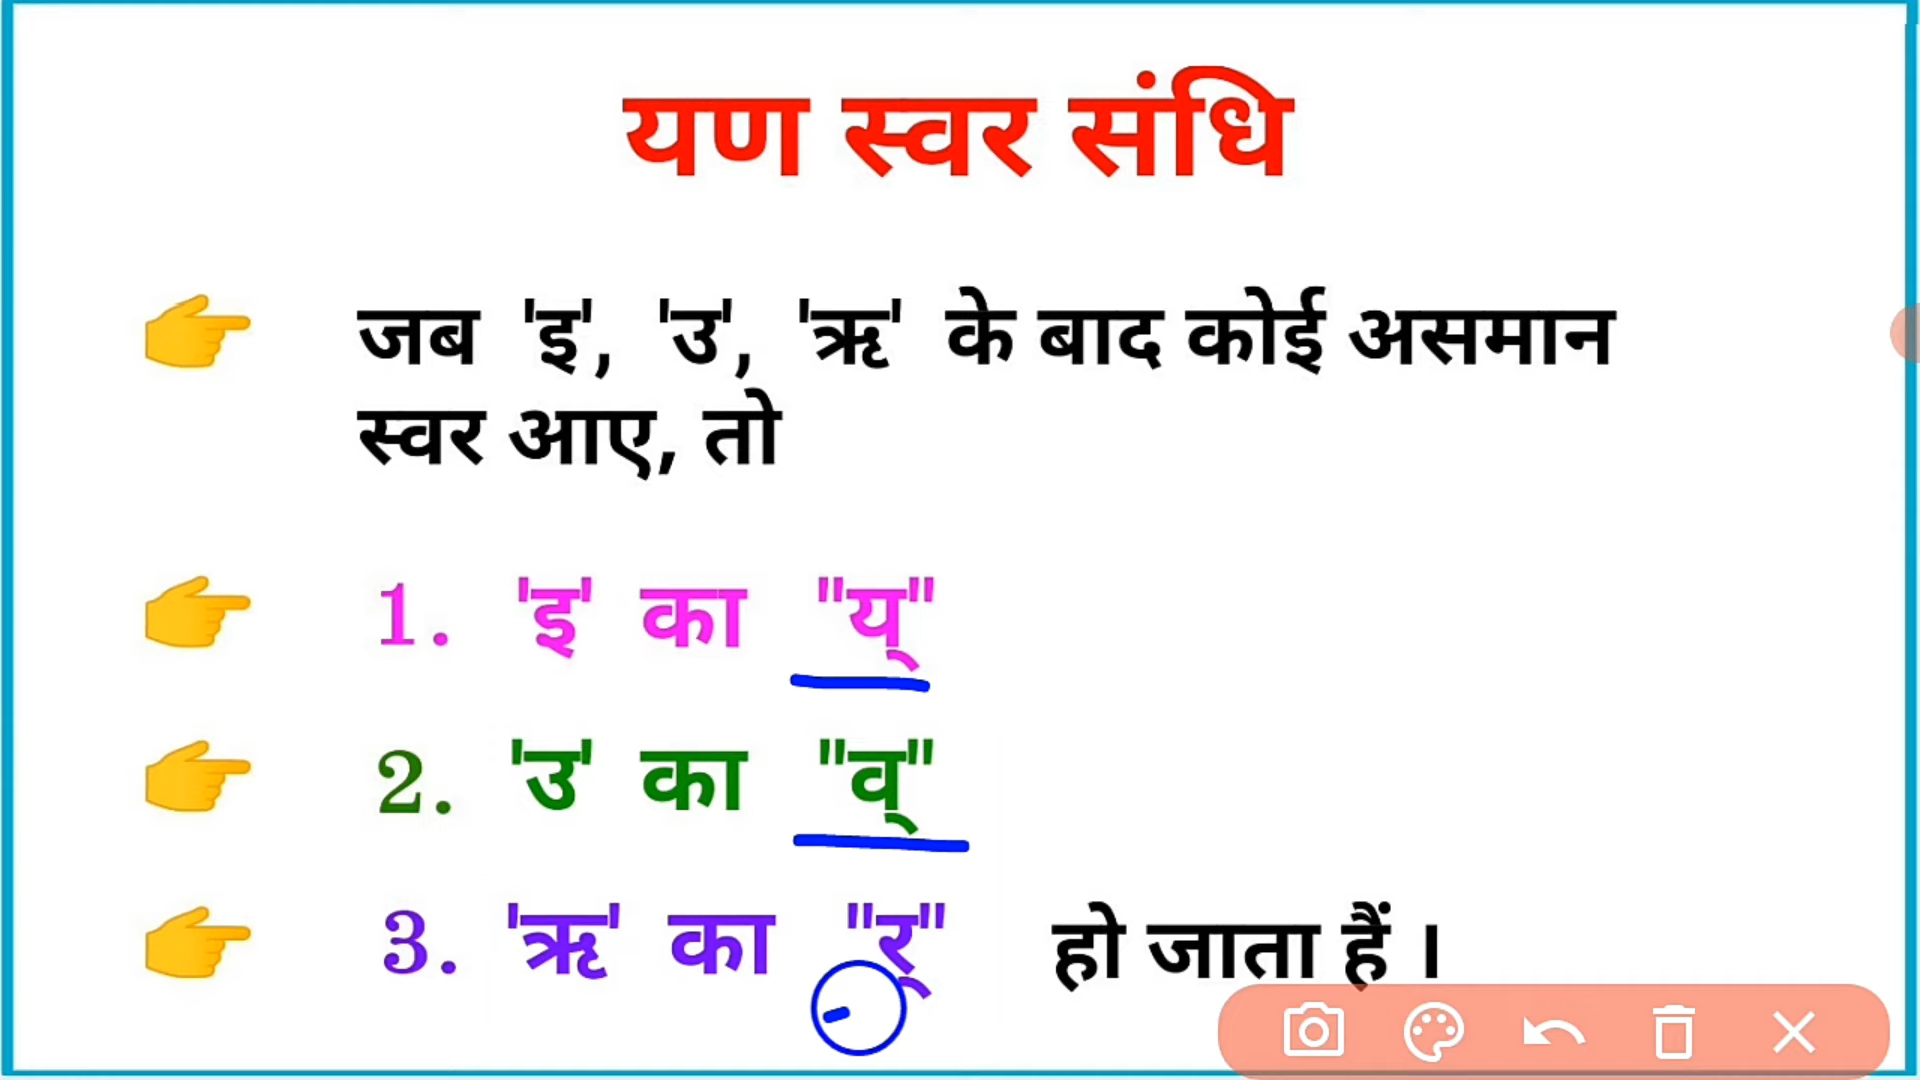 यण स्वर संधि
जब 'इ', 'उ', 'ऋ' के बाद कोई असमान
स्वर आए, तो
1. 'इ' का "य्"
2. 'उ' का "व्"
3. 'ऋ' का "र्" हो जाता हैं ।